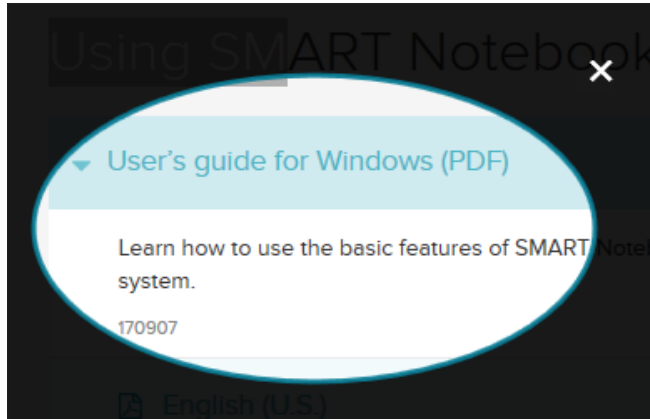 Using SMART Notebook
User's guide for Windows (PDF)
Learn how to use the basic features of SMART Note
system.
170907
English (U.S.)